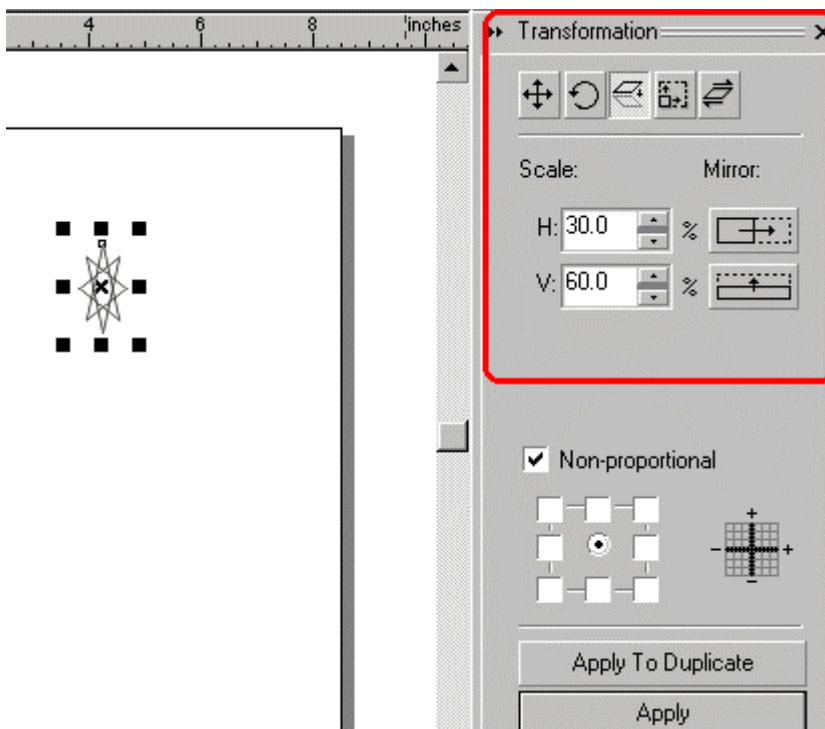 4 6 8 inches
Transformation
Scale: Mirror:
H: 30.0 %
V: 60.0 %
Non-proportional
Apply To Duplicate
Apply